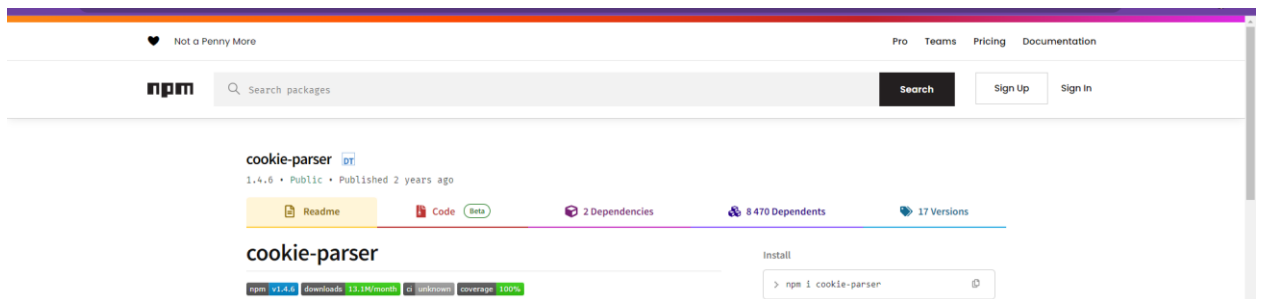 Not a Penny More
Pro Teams Pricing Documentation
npm
Search packages
Search
Sign Up
Sign In
cookie-parser DT
1.4.6 • Public • Published 2 years ago
Readme
Code Beta
2 Dependencies
8 470 Dependents
17 Versions
cookie-parser
Install
npm v1.4.6 downloads 13.1M/month ci unknown coverage 100%
> npm i cookie-parser